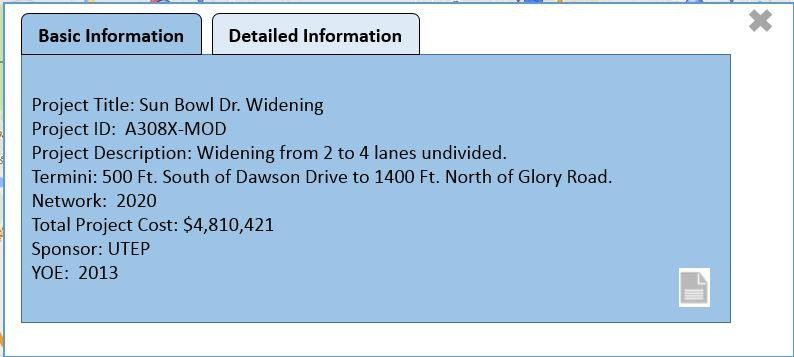 Basic Information
Detailed Information
Project Title: Sun Bowl Dr. Widening
Project ID:  A308X-MOD
Project Description: Widening from 2 to 4 lanes undivided.
Termini: 500 Ft. South of Dawson Drive to 1400 Ft. North of Glory Road.
Network:  2020
Total Project Cost: $4,810,421
Sponsor: UTEP
YOE:  2013